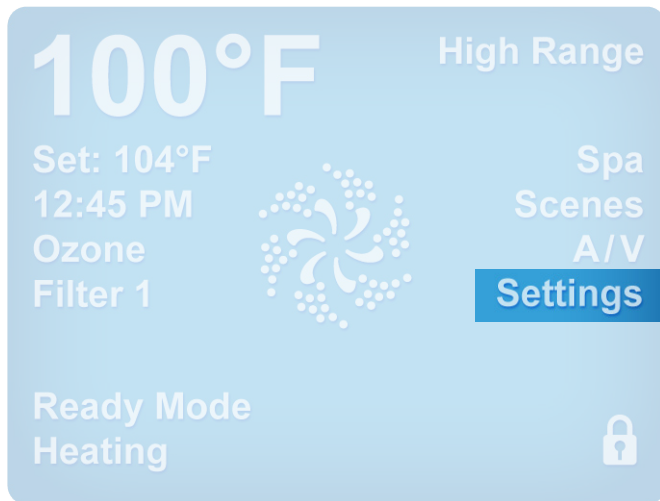 100°F
High Range
Set: 104°F
12:45 PM
Ozone
Filter 1
Spa
Scenes
A/V
Settings
Ready Mode
Heating